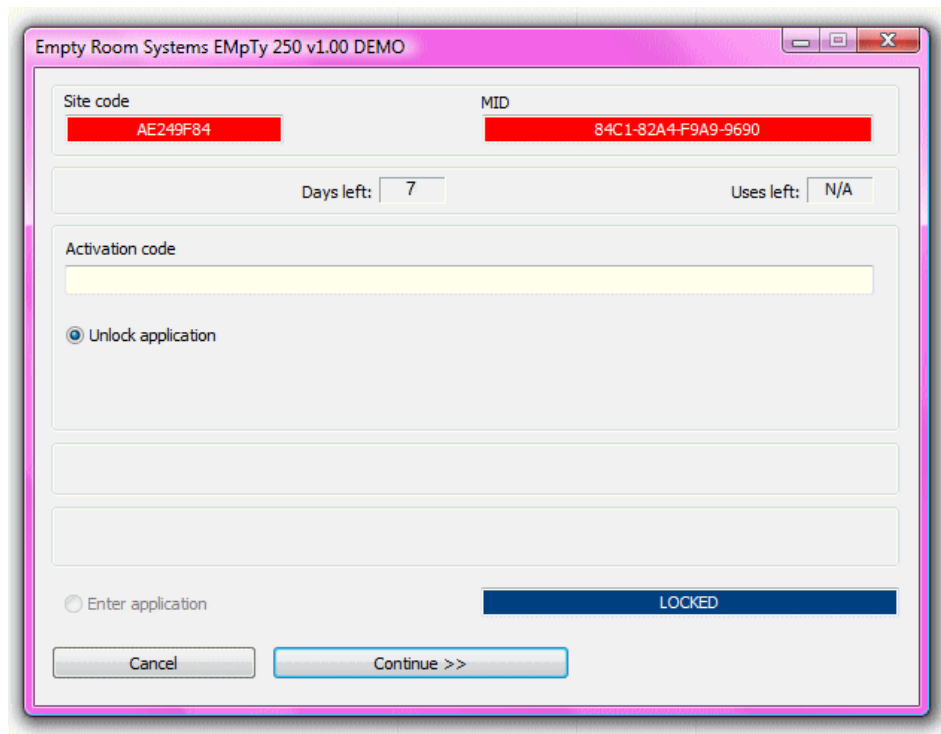 Empty Room Systems EMpTy 250 v1.00 DEMO
Site code MID
AE249F84 84C1-82A4-F9A9-9690
Days left: 7 Uses left: N/A
Activation code
Unlock application
Enter application LOCKED
Cancel Continue >>